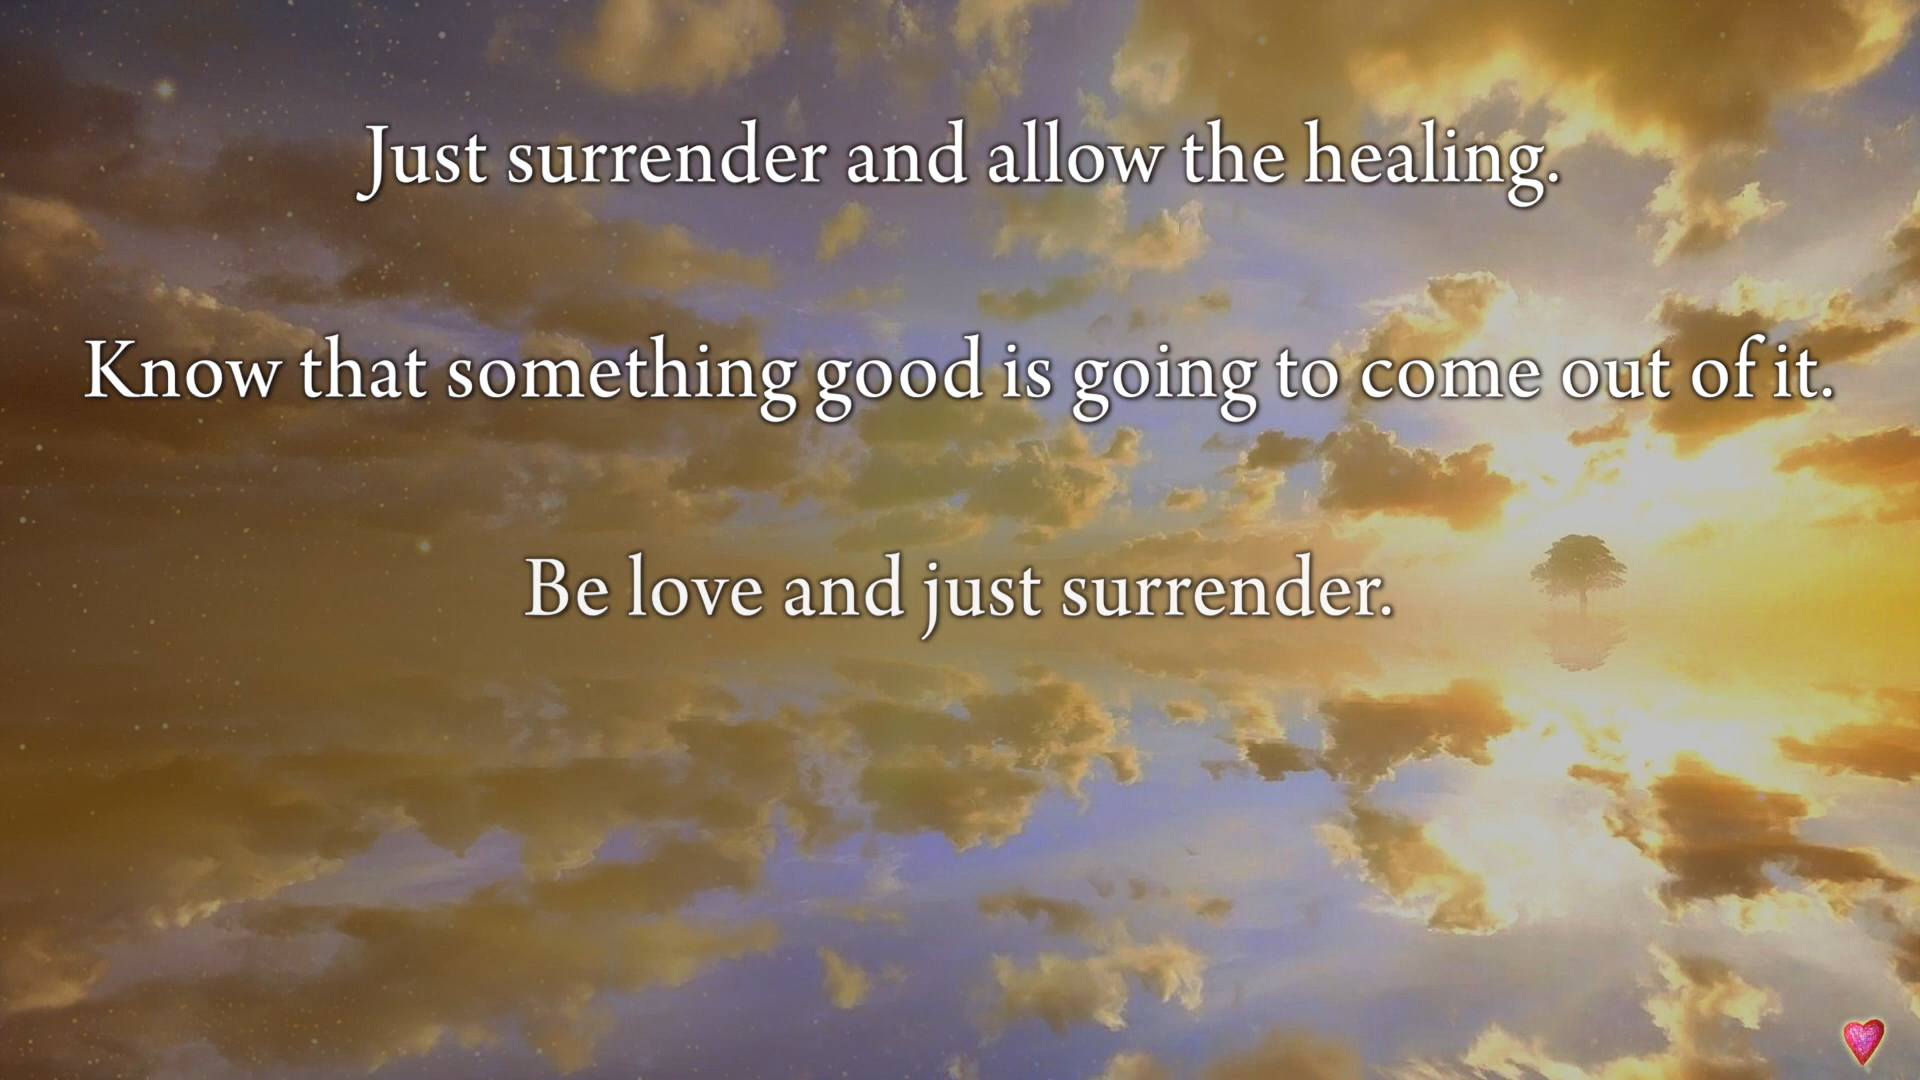 Just surrender and allow the healing.
Know that something good is going to come out of it.
Be love and just surrender.